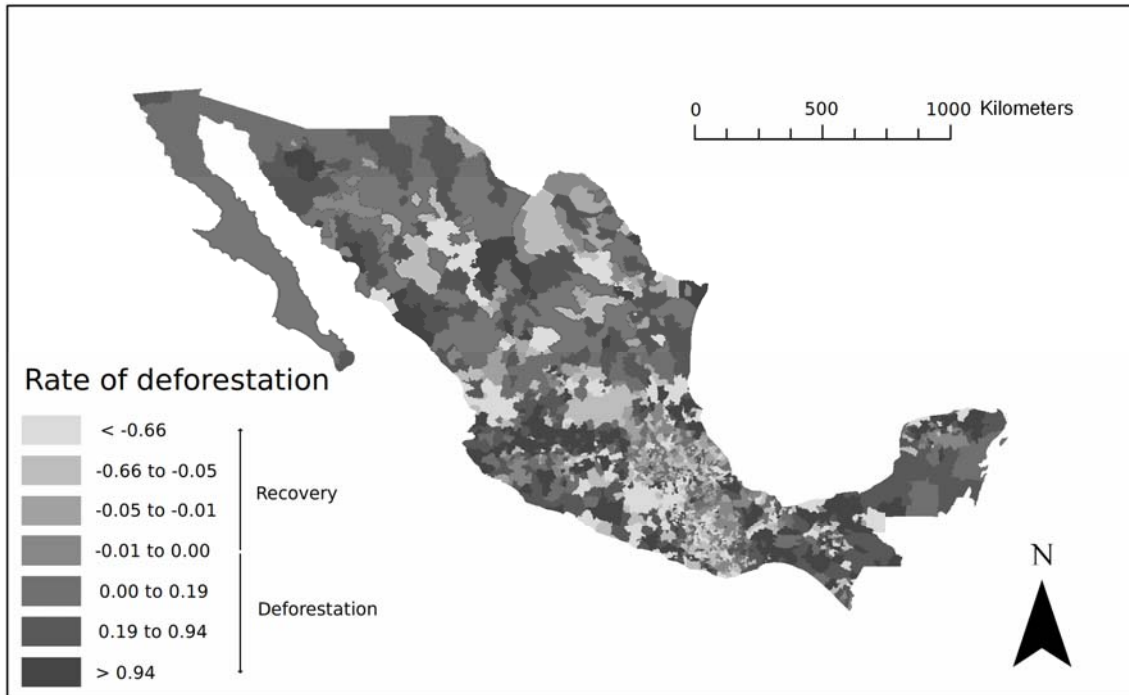 0 500 1000 Kilometers
Rate of deforestation
< -0.66
-0.66 to -0.05
-0.05 to -0.01
-0.01 to 0.00
0.00 to 0.19
0.19 to 0.94
> 0.94
Recovery
Deforestation
N